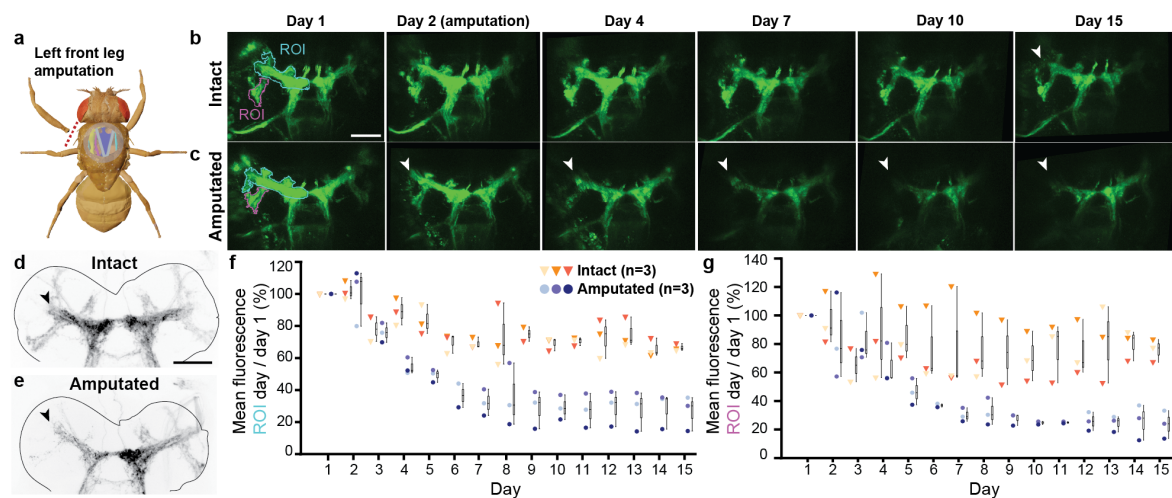 Day 1 Day 2 (amputation) Day 4 Day 7 Day 10 Day 15
a
Left front leg
amputation
b
Intact
ROI
ROI
c
Amputated
d
Intact
e
Amputated
f
Intact (n=3)
Amputated (n=3)
Mean fluorescence
ROI day / day 1 (%)
120
100
80
60
40
20
0
1 2 3 4 5 6 7 8 9 10 11 12 13 14 15
Day
g
Mean fluorescence
ROI day / day 1 (%)
140
120
100
80
60
40
20
0
1 2 3 4 5 6 7 8 9 10 11 12 13 14 15
Day